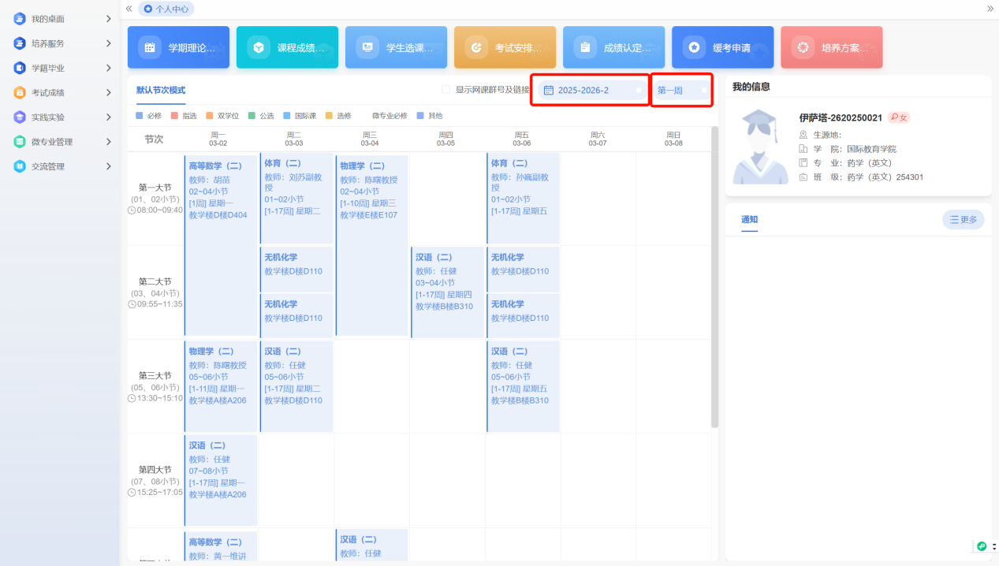 我的桌面
培养服务
学籍毕业
考试成绩
实践实验
微专业管理
交流管理
个人中心
学期理论...
课程成绩...
学生选课...
考试安排...
成绩认定...
缓考申请
培养方案...
默认节次模式
显示网课群号及链接
2025-2026-2
第一周
必修 指选 双学位 公选 国际课 选修 微专业必修 其他
节次
周一
03-02
周二
03-03
周三
03-04
周四
03-05
周五
03-06
周六
03-07
周日
03-08
第一大节
(01、02小节)
08:00~09:40
高等数学（二）
教师：胡苗
02~04小节
[1周] 星期一
教学楼D楼D404
体育（二）
教师：刘苏副教
授
01~02小节
[1-17周] 星期二
物理学（二）
教师：陈曙教授
02~04小节
[1-10周] 星期三
教学楼E楼E107
体育（二）
教师：孙巍副教
授
01~02小节
[1-17周] 星期五
第二大节
(03、04小节)
09:55~11:35
无机化学
教学楼D楼D110
无机化学
教学楼D楼D110
汉语（二）
教师：任健
03~04小节
[1-17周] 星期四
教学楼B楼B310
无机化学
教学楼D楼D110
无机化学
教学楼D楼D110
第三大节
(05、06小节)
13:30~15:10
物理学（二）
教师：陈曙教授
05~06小节
[1-11周] 星期一
教学楼A楼A206
汉语（二）
教师：任健
05~06小节
[1-17周] 星期二
教学楼D楼D110
汉语（二）
教师：任健
05~06小节
[1-17周] 星期五
教学楼B楼B310
第四大节
(07、08小节)
15:25~17:05
汉语（二）
教师：任健
07~08小节
[1-17周] 星期一
教学楼A楼A206
高等数学（二）
教师：黄一维讲
汉语（二）
教师：任健
我的信息
伊萨塔-2620250021 女
生源地:
学 院: 国际教育学院
专 业: 药学（英文）
班 级: 药学（英文）254301
通知
更多